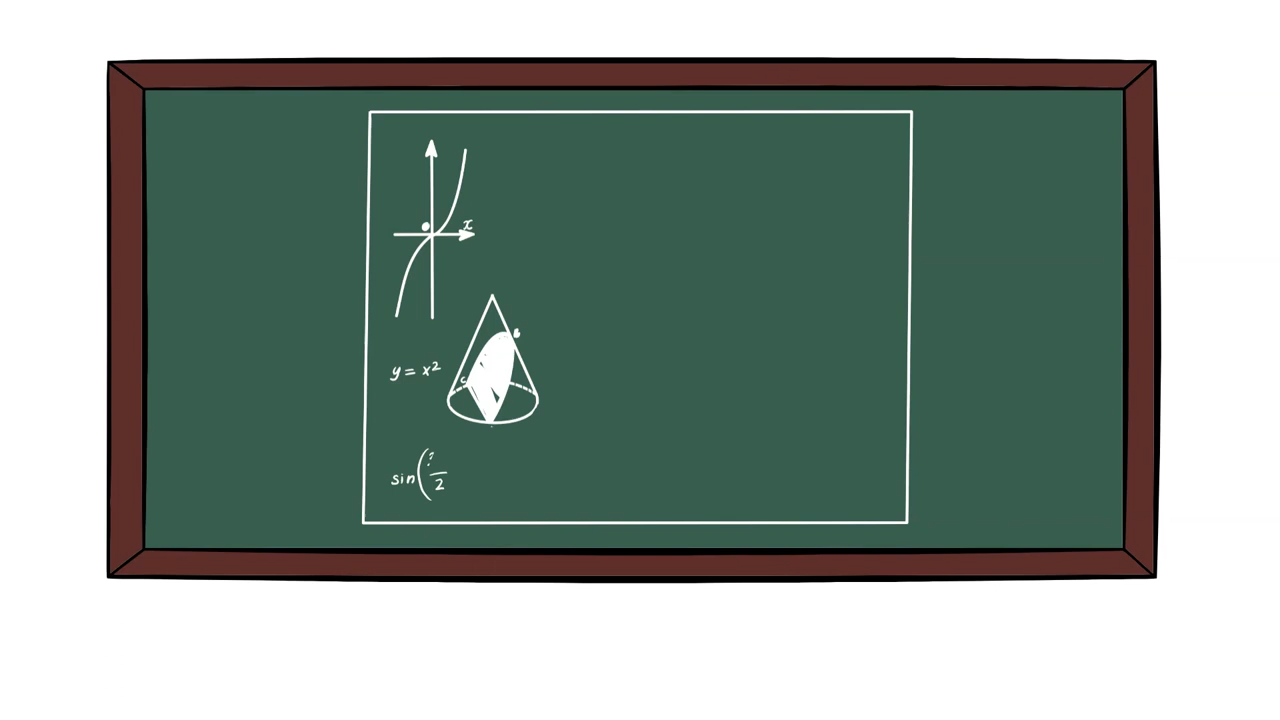 x
B
y = x²
C
sin(?/2